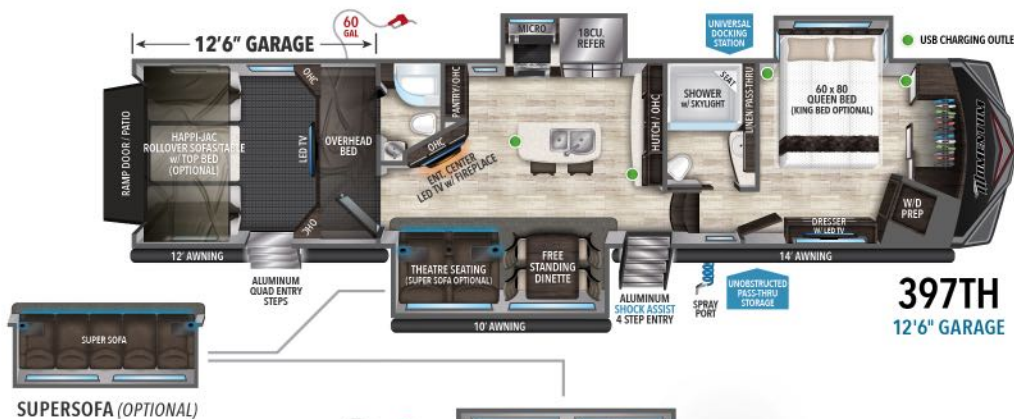 60
GAL
12'6" GARAGE
MICRO
18CU.
REFER
UNIVERSAL
DOCKING
STATION
USB CHARGING OUTLE
OHC
PANTRY/OHC
SEAT
SHOWER
w/ SKYLIGHT
LINEN/ PASS-THRU
60 x 80
QUEEN BED
(KING BED OPTIONAL)
RAMP DOOR / PATIO
HAPPI-JAC
ROLLOVER SOFAS/TABLE
w/ TOP BED
(OPTIONAL)
LED TV
OVERHEAD
BED
OHC
ENT. CENTER
LED TV w/ FIREPLACE
HUTCH / OHC
MOMENTUM
W/D
PREP
OHC
DRESSER
W/ LED TV
12' AWNING
THEATRE SEATING
(SUPER SOFA OPTIONAL)
FREE
STANDING
DINETTE
14' AWNING
ALUMINUM
QUAD ENTRY
STEPS
ALUMINUM
SHOCK ASSIST
4 STEP ENTRY
SPRAY
PORT
UNOBSTRUCTED
PASS-THRU
STORAGE
397TH
12'6" GARAGE
10' AWNING
SUPER SOFA
SUPERSOFA (OPTIONAL)